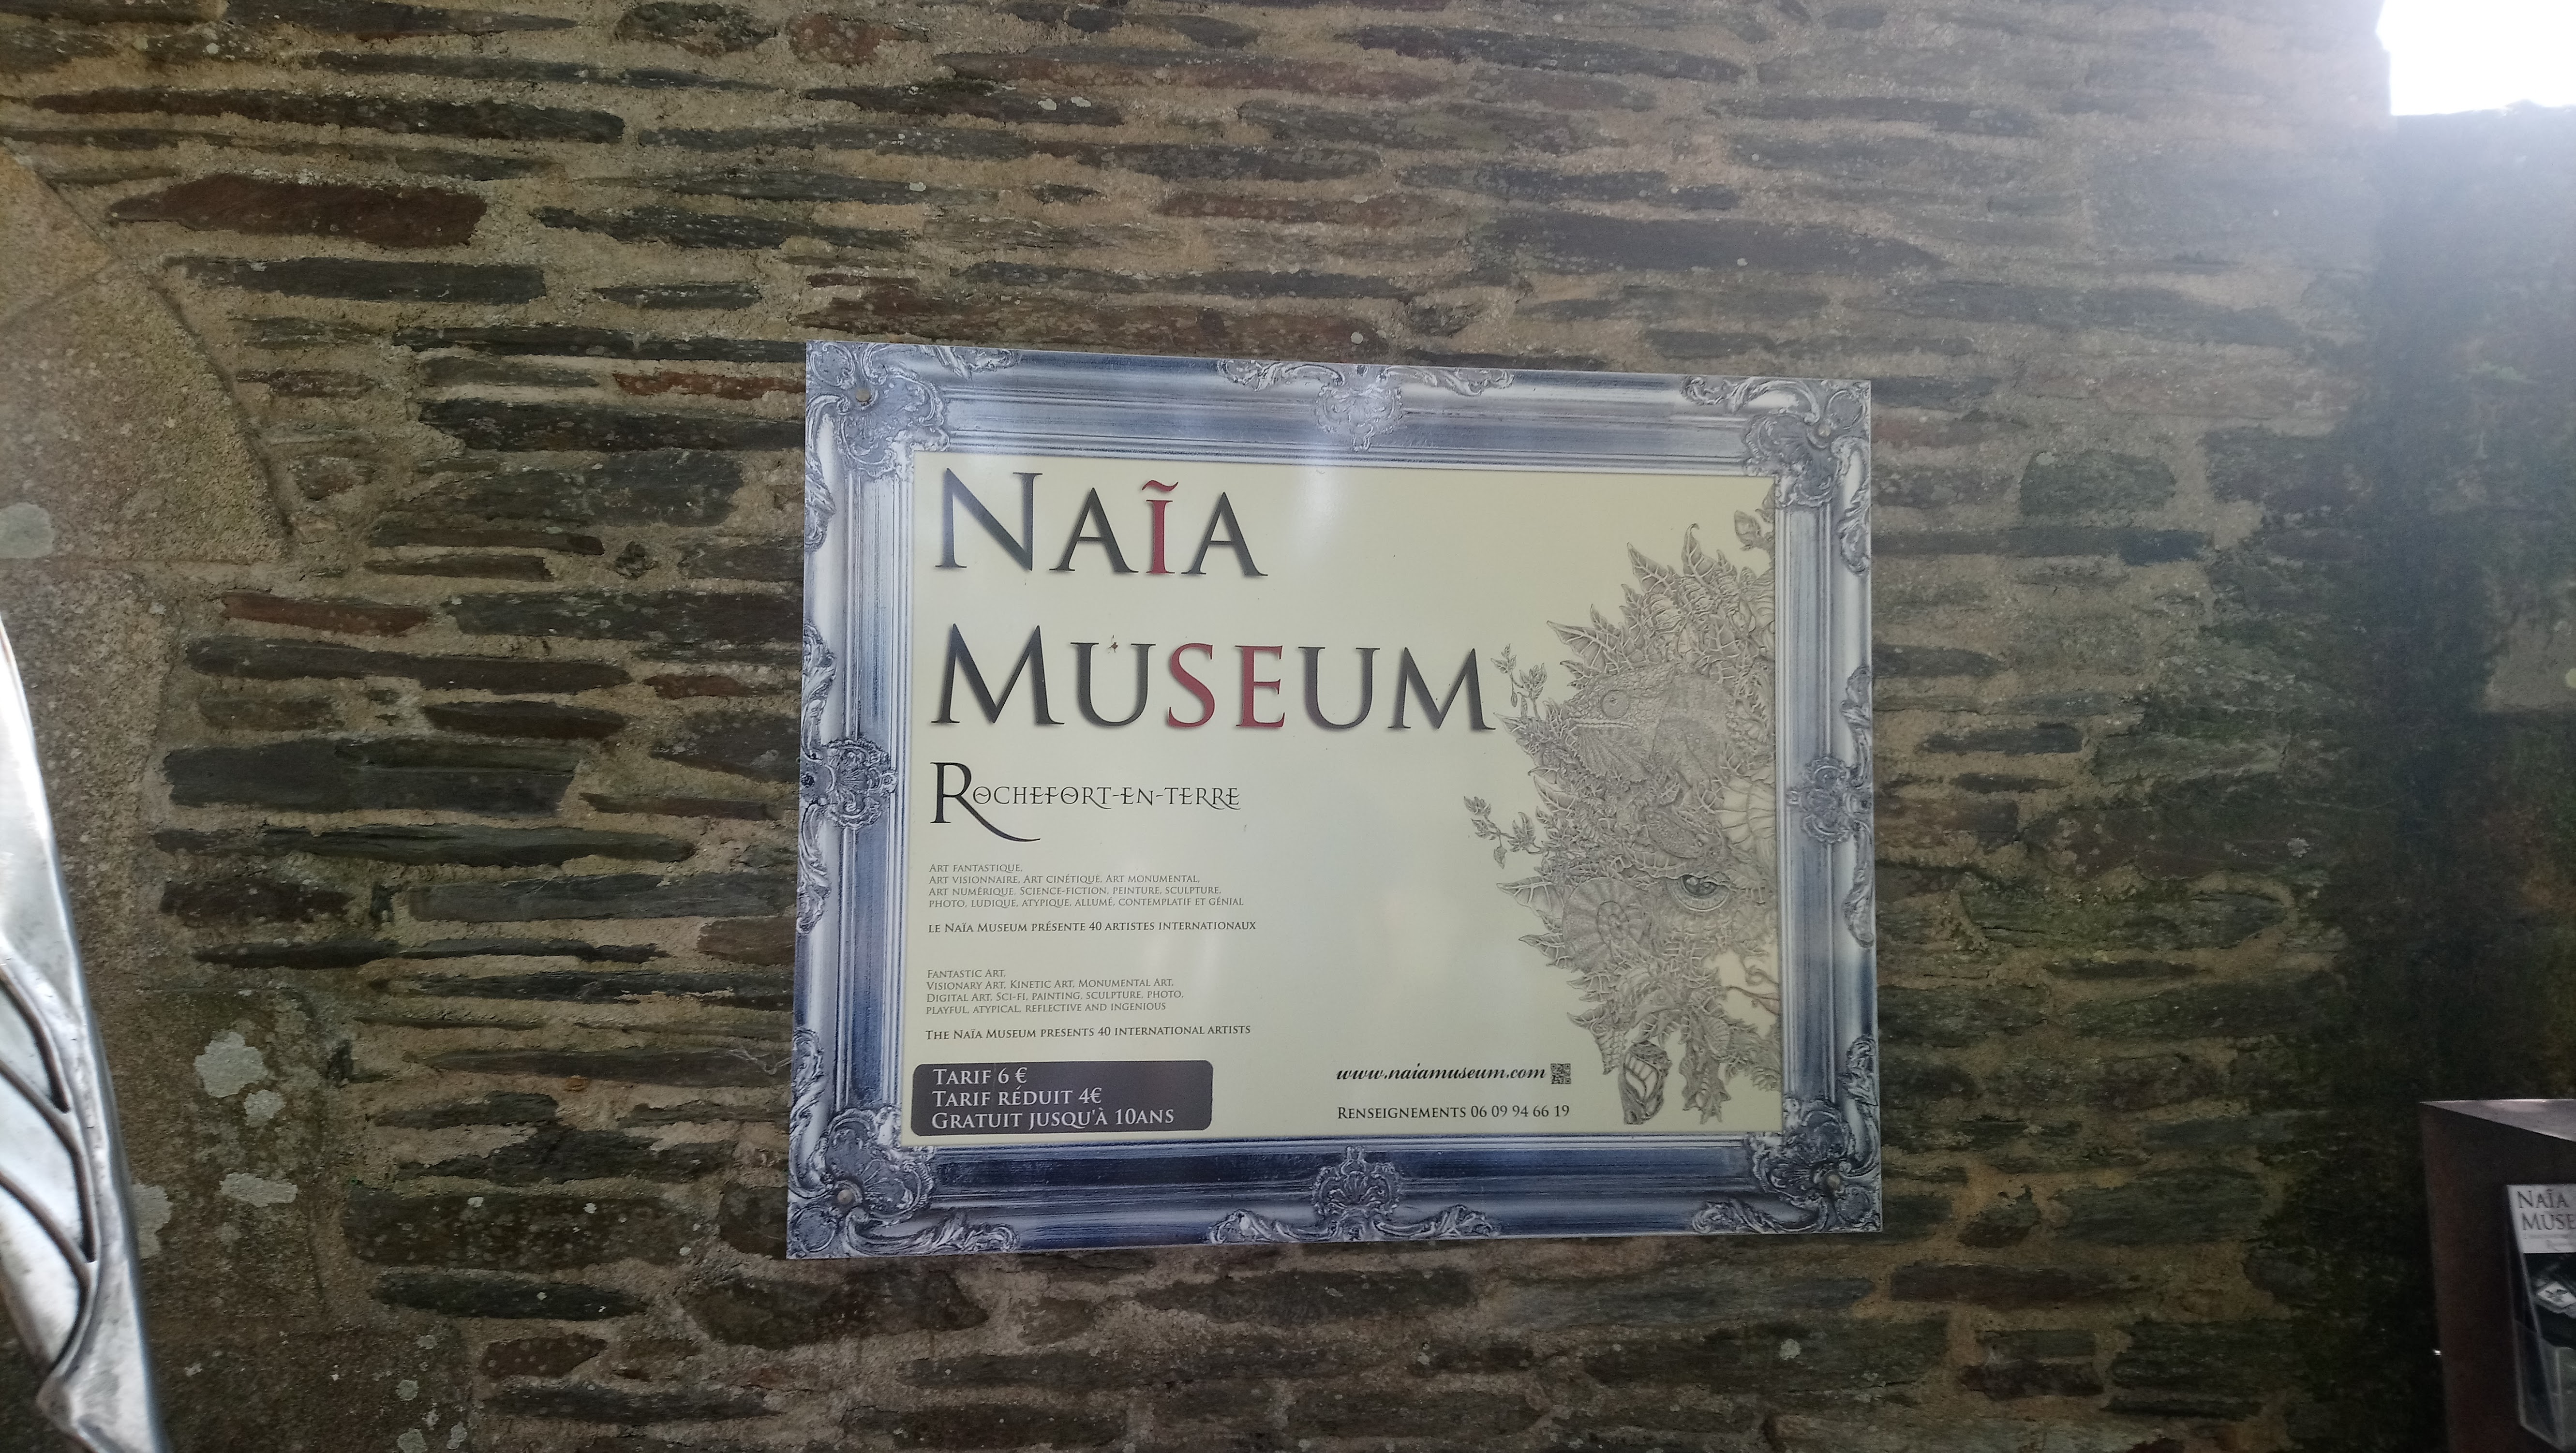 NAĨA
MUSEUM
ROCHEFORT-EN-TERRE
ART FANTASTIQUE,
ART VISIONNAIRE, ART CINÉTIQUE, ART MONUMENTAL,
ART NUMÉRIQUE, SCIENCE-FICTION, PEINTURE, SCULPTURE,
PHOTO, LUDIQUE, ATYPIQUE, ALLUMÉ, CONTEMPLATIF ET GÉNIAL
LE NAÏA MUSEUM PRÉSENTE 40 ARTISTES INTERNATIONAUX
FANTASTIC ART,
VISIONARY ART, KINETIC ART, MONUMENTAL ART,
DIGITAL ART, SCI-FI, PAINTING, SCULPTURE, PHOTO,
PLAYFUL, ATYPICAL, REFLECTIVE AND INGENIOUS
THE NAÏA MUSEUM PRESENTS 40 INTERNATIONAL ARTISTS
TARIF 6 €
TARIF RÉDUIT 4€
GRATUIT JUSQU'À 10ANS
www.naiamuseum.com
RENSEIGNEMENTS 06 09 94 66 19
NAĨA
MUSE